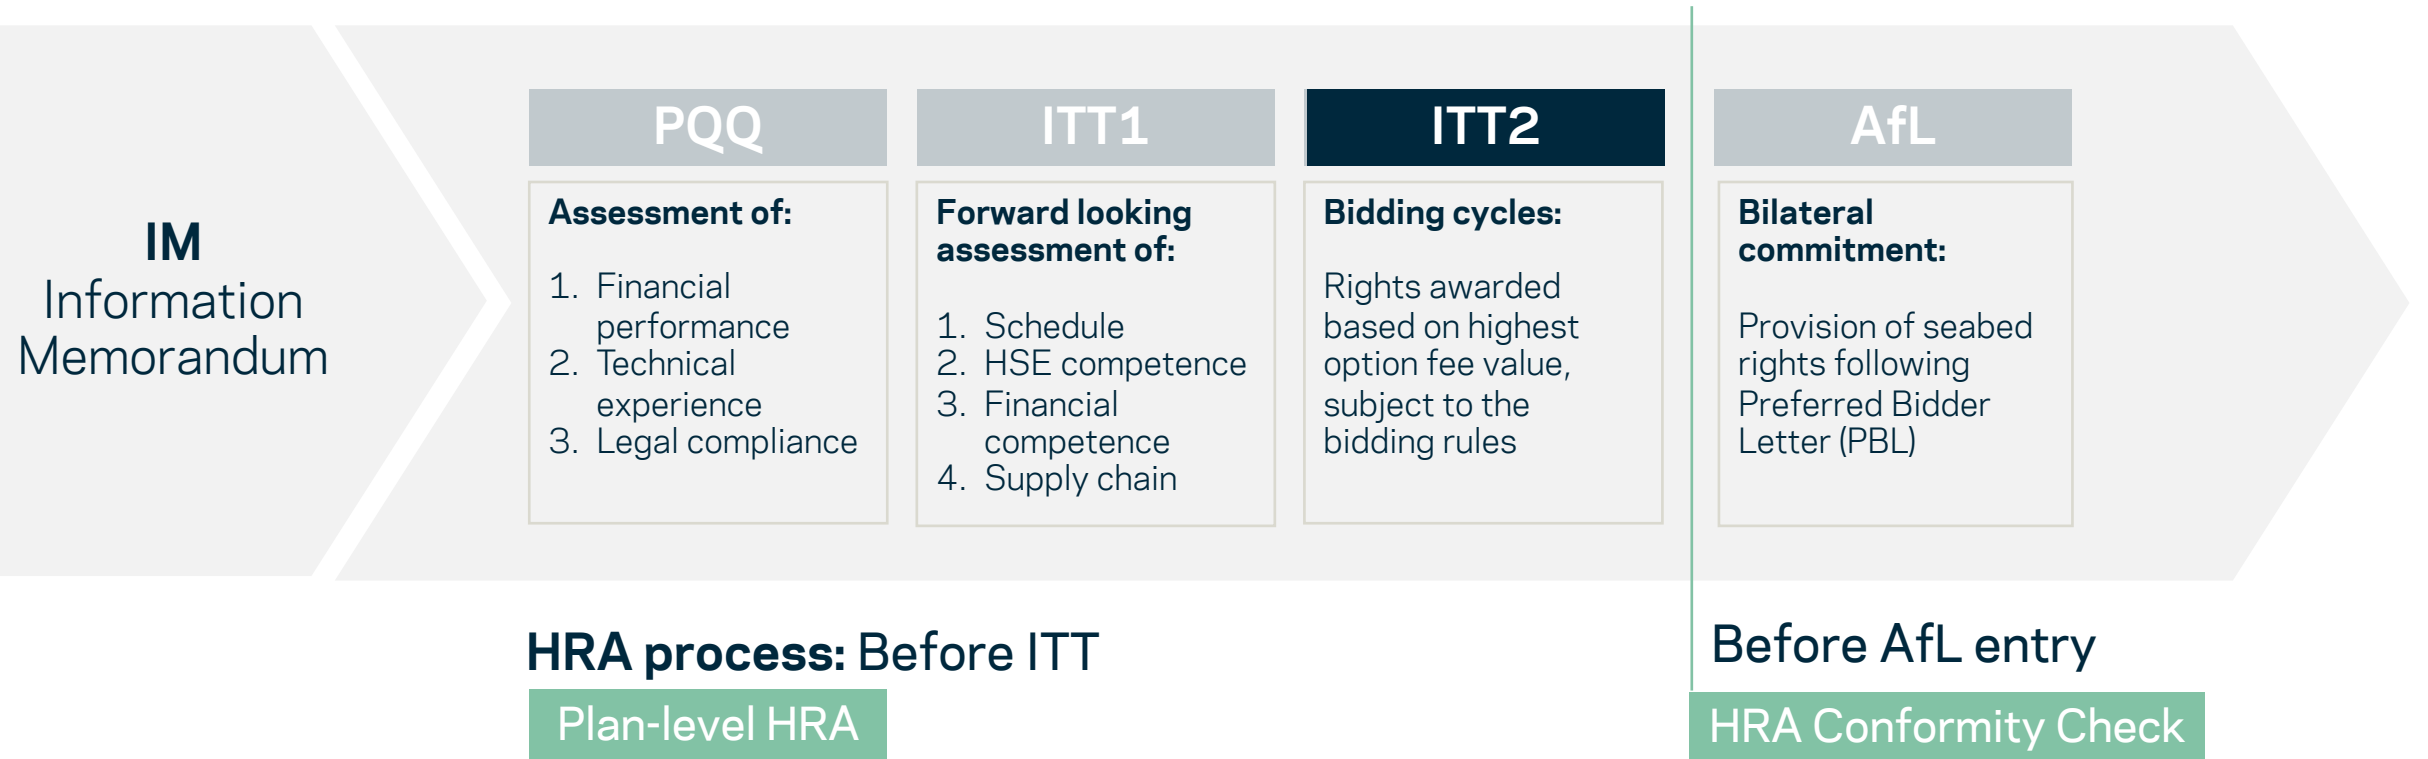 IM
Information
Memorandum
PQQ
Assessment of:
1. Financial
performance
2. Technical
experience
3. Legal compliance
ITT1
Forward looking
assessment of:
1. Schedule
2. HSE competence
3. Financial
competence
4. Supply chain
ITT2
Bidding cycles:
Rights awarded
based on highest
option fee value,
subject to the
bidding rules
AfL
Bilateral
commitment:
Provision of seabed
rights following
Preferred Bidder
Letter (PBL)
HRA process: Before ITT
Plan-level HRA
Before AfL entry
HRA Conformity Check